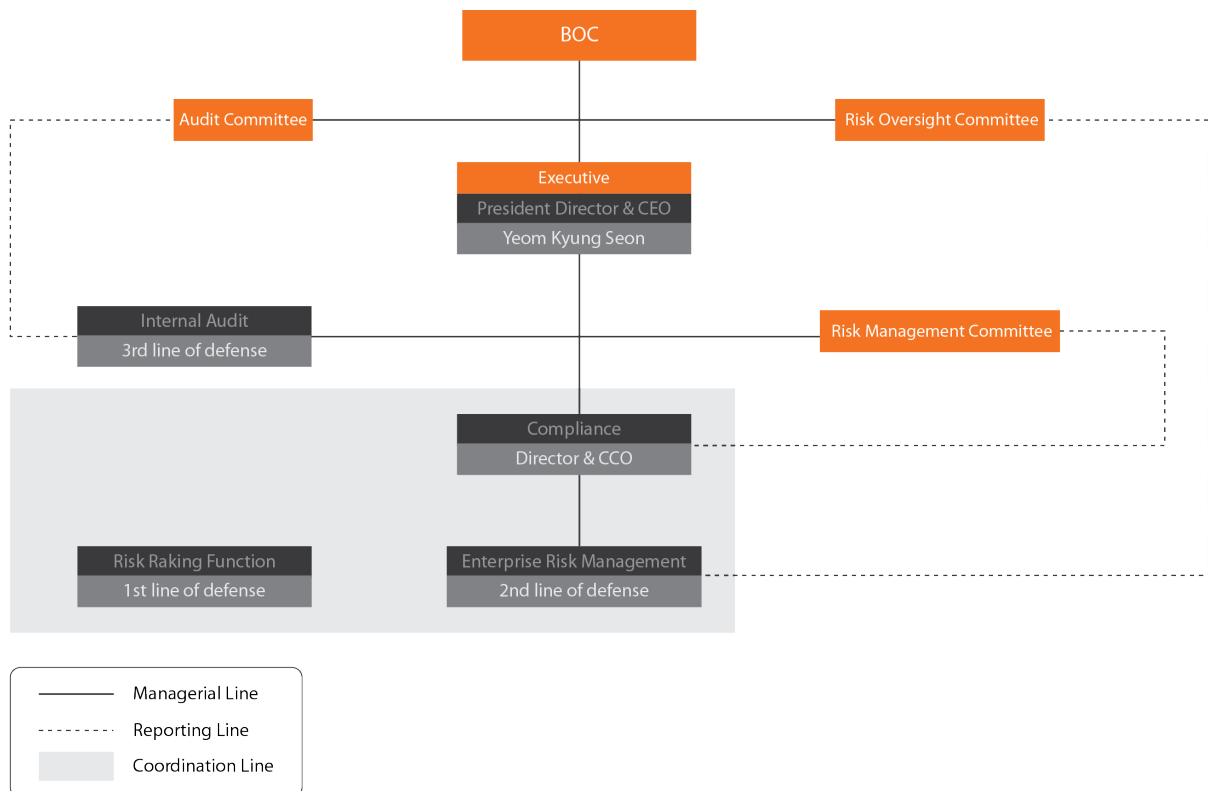 BOC
Audit Committee
Risk Oversight Committee
Executive
President Director & CEO
Yeom Kyung Seon
Internal Audit
3rd line of defense
Risk Management Committee
Compliance
Director & CCO
Risk Raking Function
1st line of defense
Enterprise Risk Management
2nd line of defense
Managerial Line
Reporting Line
Coordination Line